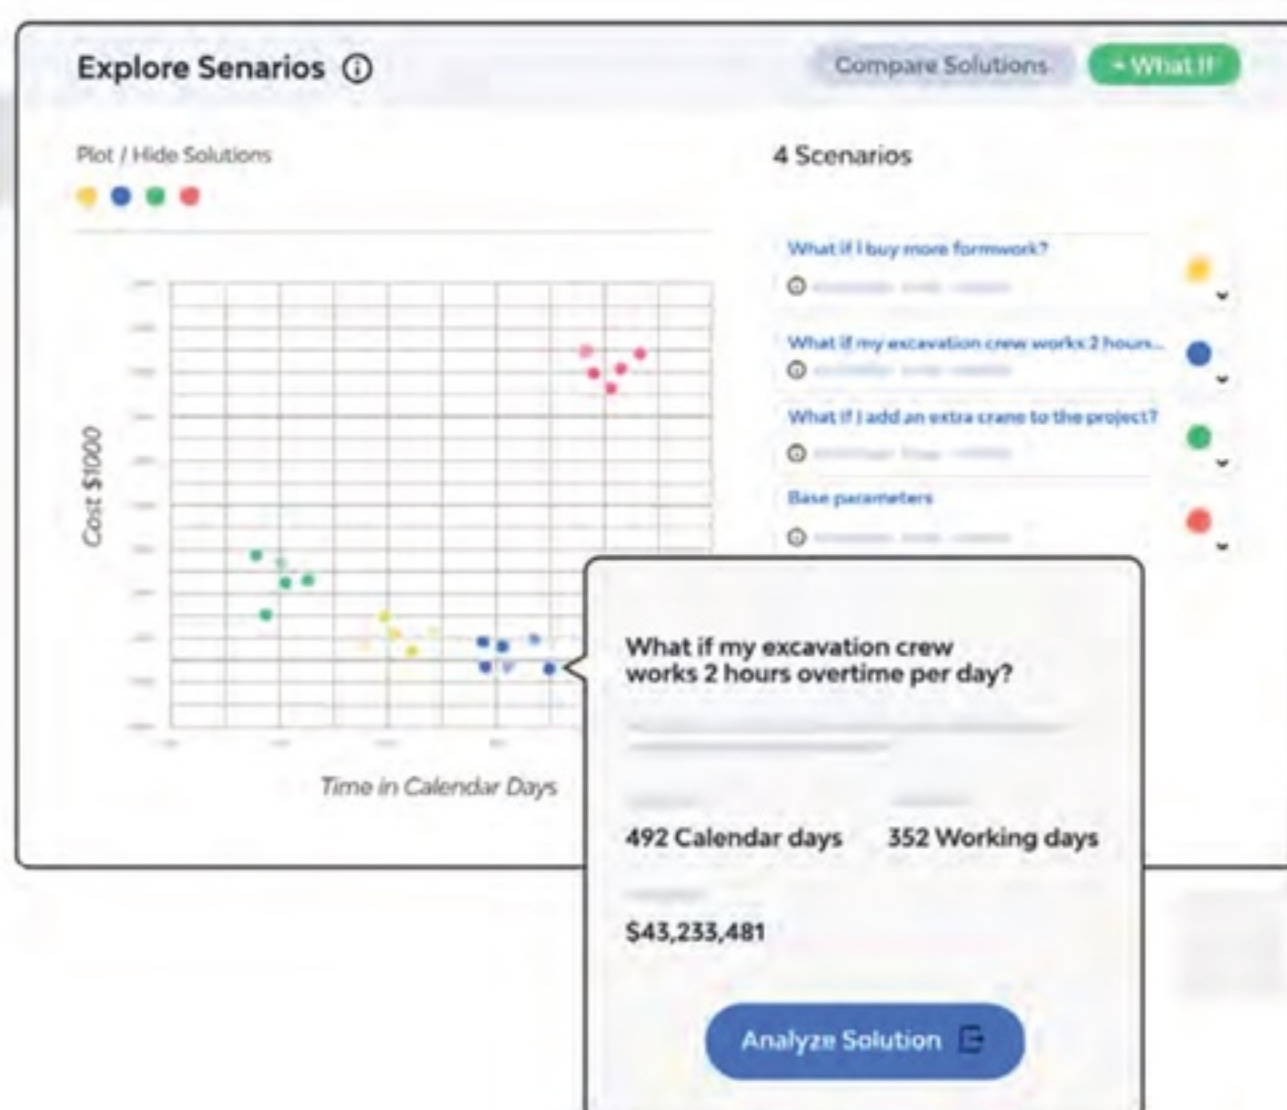 Explore Senarios
Compare Solutions
+ What If
Plot / Hide Solutions
4 Scenarios
What if I buy more formwork?
What if my excavation crew works 2 hours...
What if I add an extra crane to the project?
Base parameters
Cost $1000
Time in Calendar Days
What if my excavation crew
works 2 hours overtime per day?
492 Calendar days
352 Working days
$43,233,481
Analyze Solution